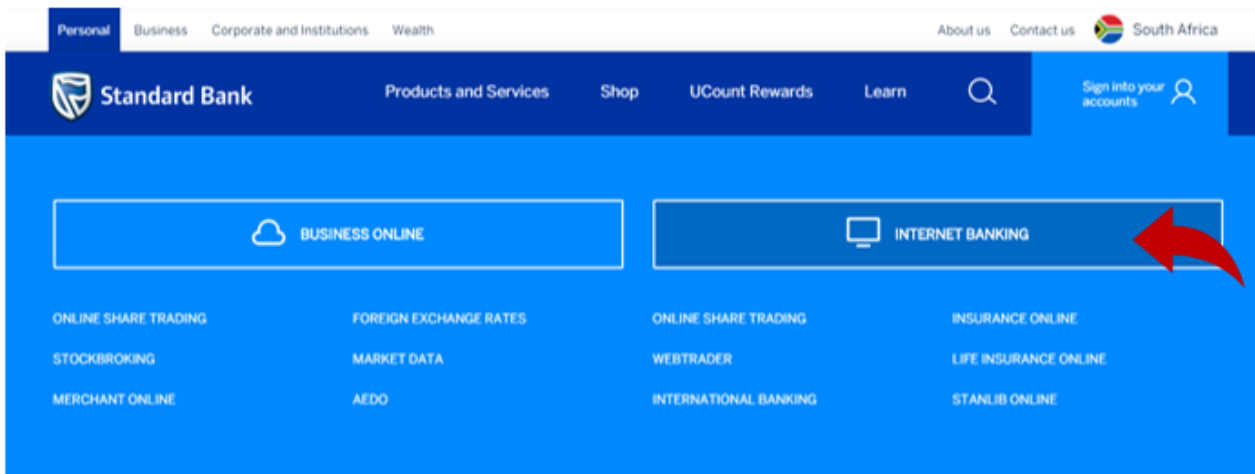 Personal Business Corporate and Institutions Wealth About us Contact us South Africa
Standard Bank Products and Services Shop UCount Rewards Learn Sign into your
accounts
BUSINESS ONLINE INTERNET BANKING
ONLINE SHARE TRADING FOREIGN EXCHANGE RATES ONLINE SHARE TRADING INSURANCE ONLINE
STOCKBROKING MARKET DATA WEBTRADER LIFE INSURANCE ONLINE
MERCHANT ONLINE AEDO INTERNATIONAL BANKING STANLIB ONLINE